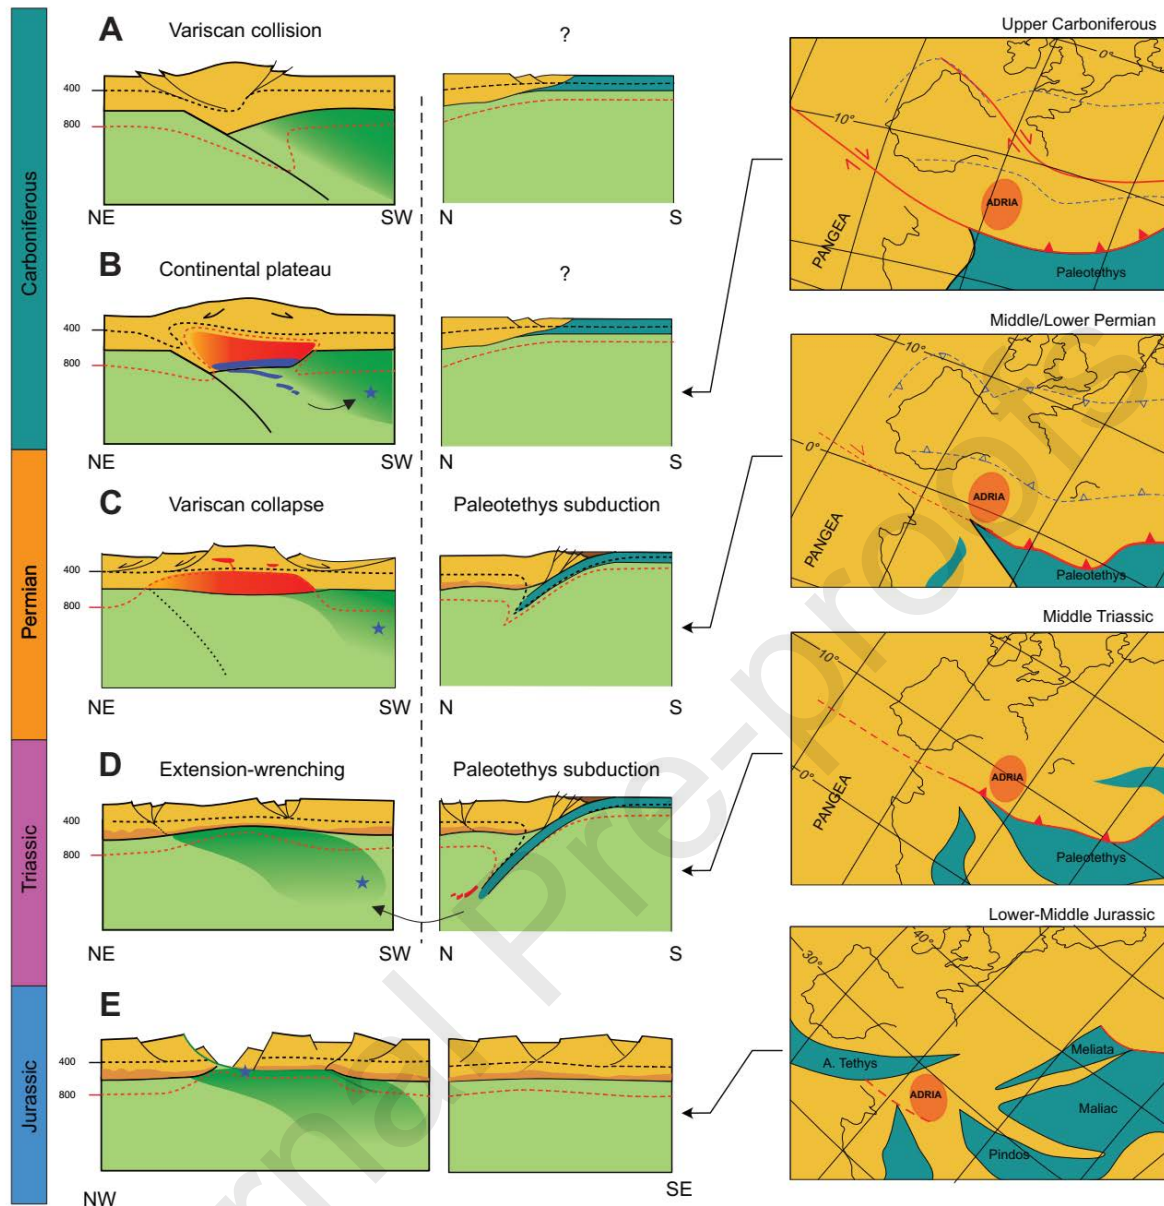 Carboniferous
Permian
Triassic
Jurassic
A
Variscan collision
?
400
800
NE
SW
N
S
B
Continental plateau
?
400
800
NE
SW
N
S
C
Variscan collapse
Paleotethys subduction
400
800
NE
SW
N
S
D
Extension-wrenching
Paleotethys subduction
400
800
NE
SW
N
S
E
400
800
NW
SE
Upper Carboniferous
0°
10°
ADRIA
PANGEA
Paleotethys
Middle/Lower Permian
10°
0°
ADRIA
PANGEA
Paleotethys
Middle Triassic
10°
0°
ADRIA
PANGEA
Paleotethys
Lower-Middle Jurassic
30°
40°
A. Tethys
Meliata
ADRIA
Maliac
Pindos
rnal Pre-proofs